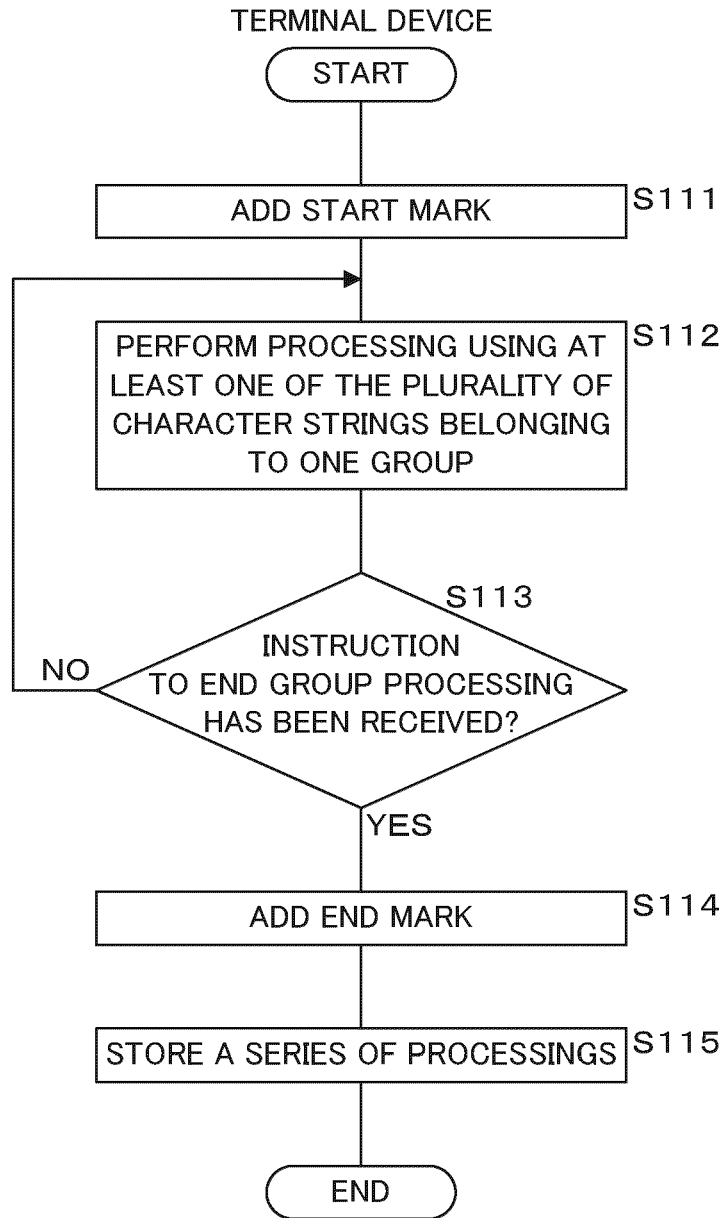 TERMINAL DEVICE
START
ADD START MARK
S111
PERFORM PROCESSING USING AT
LEAST ONE OF THE PLURALITY OF
CHARACTER STRINGS BELONGING
TO ONE GROUP
S112
S113
INSTRUCTION
TO END GROUP PROCESSING
HAS BEEN RECEIVED?
NO
YES
ADD END MARK
S114
STORE A SERIES OF PROCESSINGS
S115
END